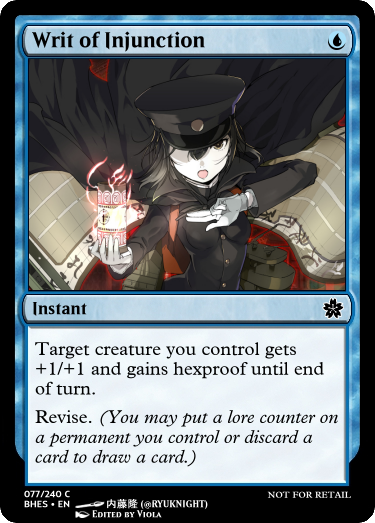 Writ of Injunction
Instant
Target creature you control gets
+1/+1 and gains hexproof until end
of turn.
Revise. (You may put a lore counter on
a permanent you control or discard a
card to draw a card.)
077/240 C
BHES • EN
内藤隆 (@RYUKNIGHT)
EDITED BY VIOLA
NOT FOR RETAIL